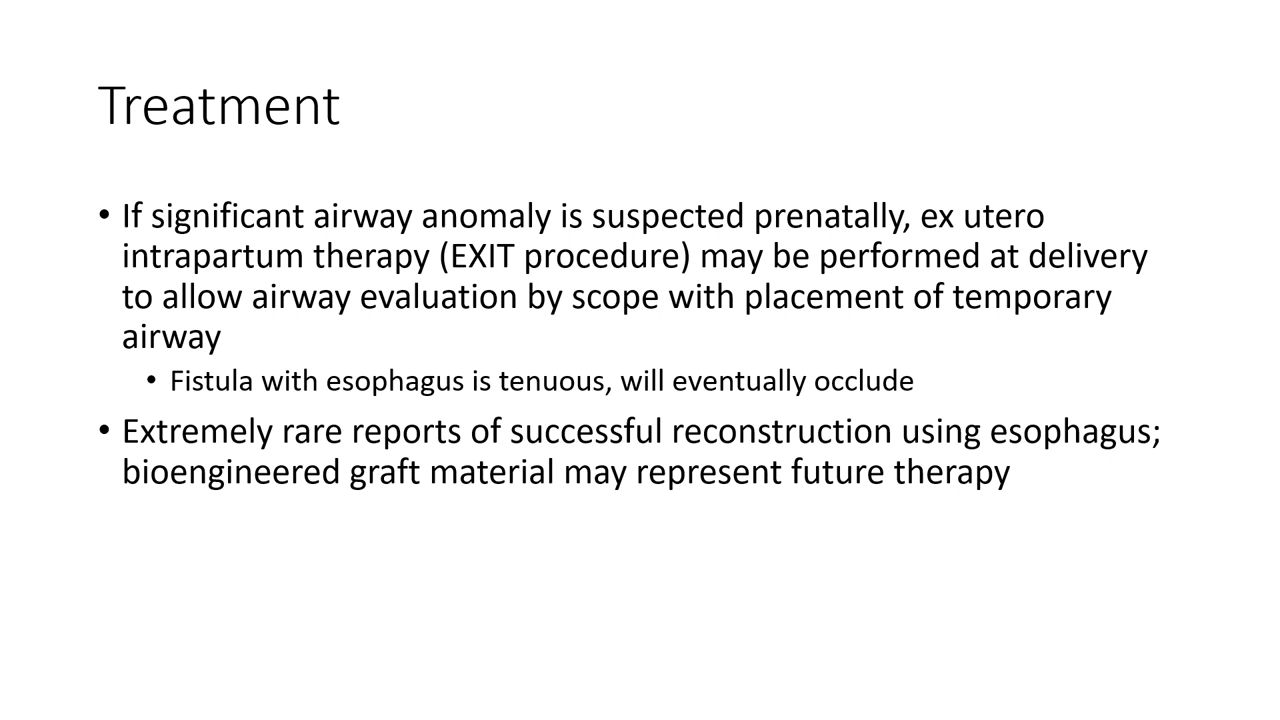 Treatment
• If significant airway anomaly is suspected prenatally, ex utero
intrapartum therapy (EXIT procedure) may be performed at delivery
to allow airway evaluation by scope with placement of temporary
airway
• Fistula with esophagus is tenuous, will eventually occlude
• Extremely rare reports of successful reconstruction using esophagus;
bioengineered graft material may represent future therapy